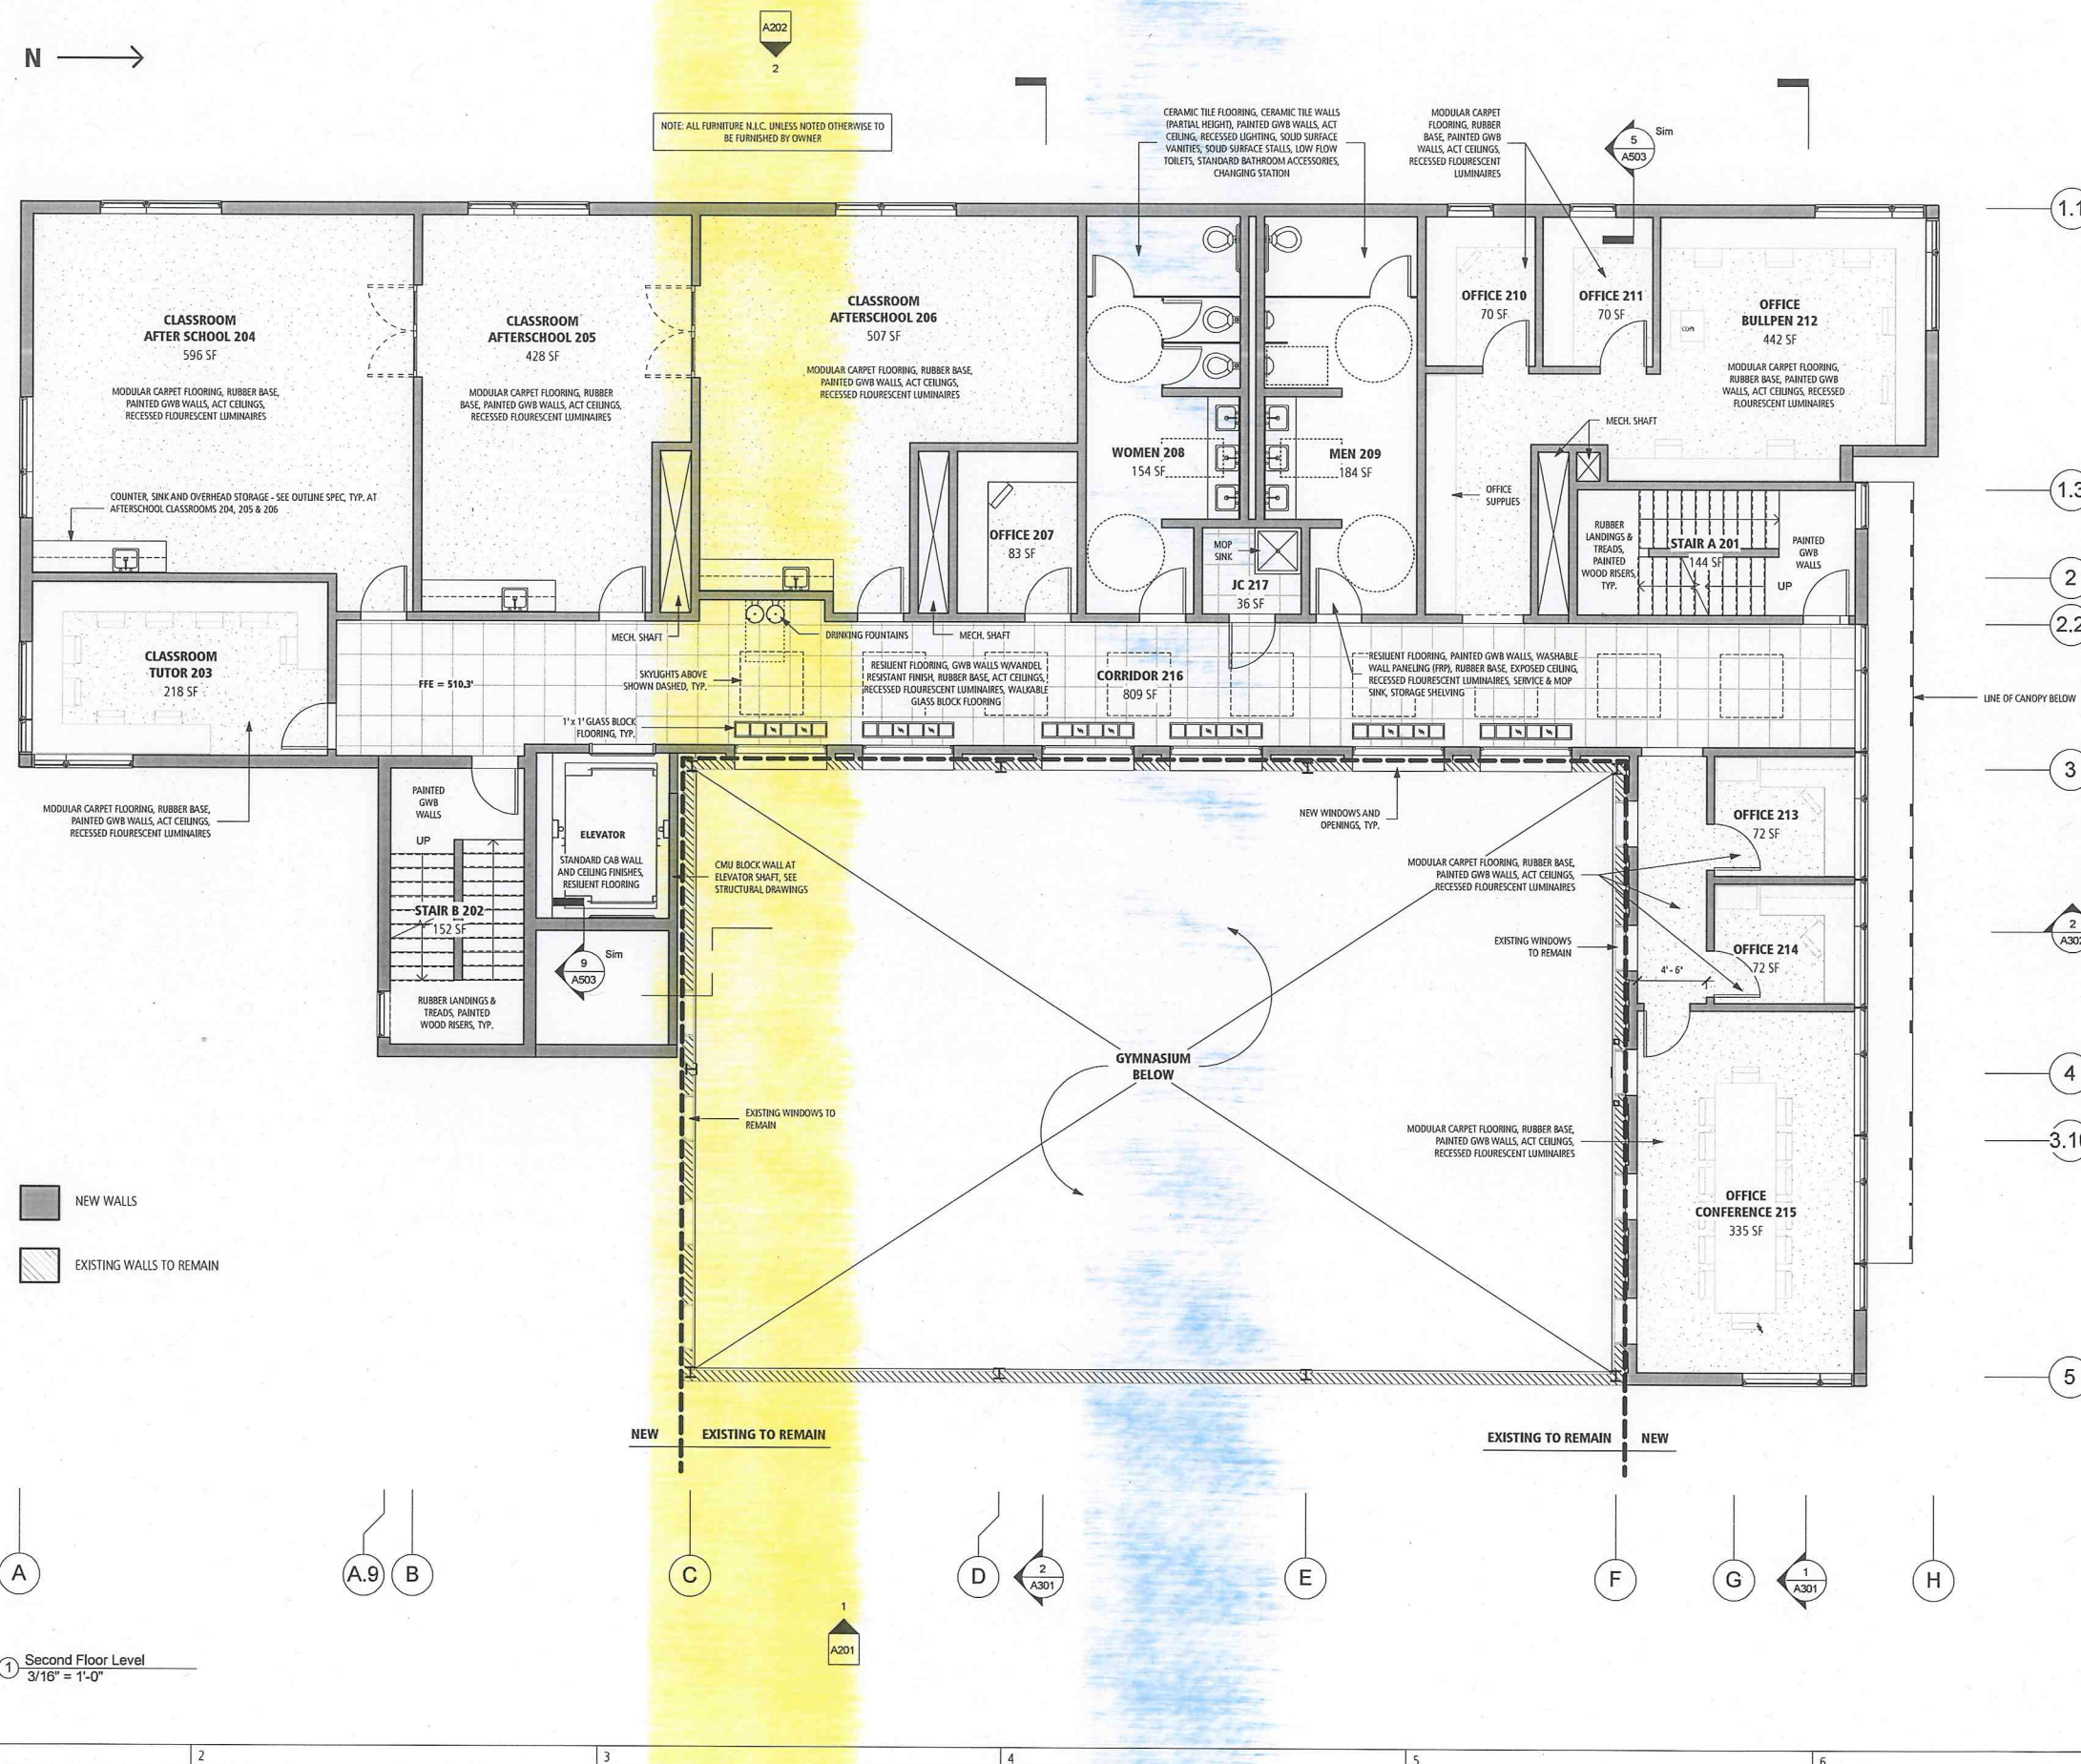 N
A202
2
NOTE: ALL FURNITURE N.I.C. UNLESS NOTED OTHERWISE TO
BE FURNISHED BY OWNER
CERAMIC TILE FLOORING, CERAMIC TILE WALLS
(PARTIAL HEIGHT), PAINTED GWB WALLS, ACT
CEILING, RECESSED LIGHTING, SOLID SURFACE
VANITIES, SOLID SURFACE STALLS, LOW FLOW
TOILETS, STANDARD BATHROOM ACCESSORIES,
CHANGING STATION
MODULAR CARPET
FLOORING, RUBBER
BASE, PAINTED GWB
WALLS, ACT CEILINGS,
RECESSED FLOURESCENT
LUMINAIRES
5
A503
Sim
1.1
CLASSROOM
AFTER SCHOOL 204
596 SF
MODULAR CARPET FLOORING, RUBBER BASE,
PAINTED GWB WALLS, ACT CEILINGS,
RECESSED FLOURESCENT LUMINAIRES
COUNTER, SINK AND OVERHEAD STORAGE - SEE OUTLINE SPEC, TYP. AT
AFTERSCHOOL CLASSROOMS 204, 205 & 206
CLASSROOM
AFTERSCHOOL 205
428 SF
MODULAR CARPET FLOORING, RUBBER
BASE, PAINTED GWB WALLS, ACT CEILINGS,
RECESSED FLOURESCENT LUMINAIRES
CLASSROOM
AFTERSCHOOL 206
507 SF
MODULAR CARPET FLOORING, RUBBER BASE,
PAINTED GWB WALLS, ACT CEILINGS,
RECESSED FLOURESCENT LUMINAIRES
OFFICE 207
83 SF
WOMEN 208
154 SF
MEN 209
184 SF
MOP
SINK
JC 217
36 SF
OFFICE 210
70 SF
OFFICE 211
70 SF
OFFICE
BULLPEN 212
442 SF
MODULAR CARPET FLOORING,
RUBBER BASE, PAINTED GWB
WALLS, ACT CEILINGS, RECESSED
FLOURESCENT LUMINAIRES
COPY
MECH. SHAFT
OFFICE
SUPPLIES
1.3
RUBBER
LANDINGS &
TREADS,
PAINTED
WOOD RISERS,
TYP.
STAIR A 201
144 SF
PAINTED
GWB
WALLS
UP
2
2.2
CLASSROOM
TUTOR 203
218 SF
FFE = 510.3'
MECH. SHAFT
DRINKING FOUNTAINS
MECH. SHAFT
SKYLIGHTS ABOVE
SHOWN DASHED, TYP.
1' x 1' GLASS BLOCK
FLOORING, TYP.
RESILIENT FLOORING, GWB WALLS W/VANDEL
RESISTANT FINISH, RUBBER BASE, ACT CEILINGS,
RECESSED FLOURESCENT LUMINAIRES, WALKABLE
GLASS BLOCK FLOORING
CORRIDOR 216
809 SF
RESILIENT FLOORING, PAINTED GWB WALLS, WASHABLE
WALL PANELING (FRP), RUBBER BASE, EXPOSED CEILING,
RECESSED FLOURESCENT LUMINAIRES, SERVICE & MOP
SINK, STORAGE SHELVING
LINE OF CANOPY BELOW
3
MODULAR CARPET FLOORING, RUBBER BASE,
PAINTED GWB WALLS, ACT CEILINGS,
RECESSED FLOURESCENT LUMINAIRES
PAINTED
GWB
WALLS
UP
STAIR B 202
152 SF
RUBBER LANDINGS &
TREADS, PAINTED
WOOD RISERS, TYP.
ELEVATOR
STANDARD CAB WALL
AND CEILING FINISHES,
RESILIENT FLOORING
CMU BLOCK WALL AT
ELEVATOR SHAFT, SEE
STRUCTURAL DRAWINGS
9
A503
Sim
NEW WINDOWS AND
OPENINGS, TYP.
MODULAR CARPET FLOORING, RUBBER BASE,
PAINTED GWB WALLS, ACT CEILINGS,
RECESSED FLOURESCENT LUMINAIRES
OFFICE 213
72 SF
EXISTING WINDOWS
TO REMAIN
4' - 6"
OFFICE 214
72 SF
2
GYMNASIUM
BELOW
4
EXISTING WINDOWS TO
REMAIN
MODULAR CARPET FLOORING, RUBBER BASE,
PAINTED GWB WALLS, ACT CEILINGS,
RECESSED FLOURESCENT LUMINAIRES
OFFICE
CONFERENCE 215
335 SF
NEW WALLS
EXISTING WALLS TO REMAIN
5
NEW
EXISTING TO REMAIN
EXISTING TO REMAIN
NEW
A
A.9
B
C
D
2
A301
E
F
G
1
A301
H
1
A201
1
Second Floor Level
3/16" = 1'-0"
2
3
4
5
6